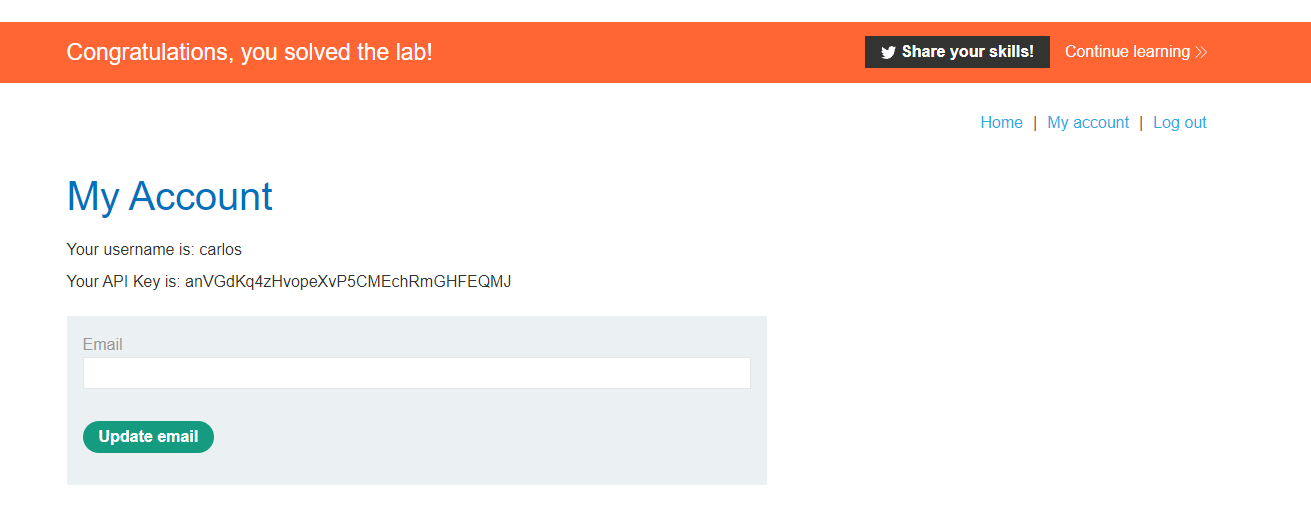 Congratulations, you solved the lab!
Share your skills!
Continue learning
Home | My account | Log out
My Account
Your username is: carlos
Your API Key is: anVGdKq4zHvopeXvP5CMEchRmGHFEQMJ
Email
Update email